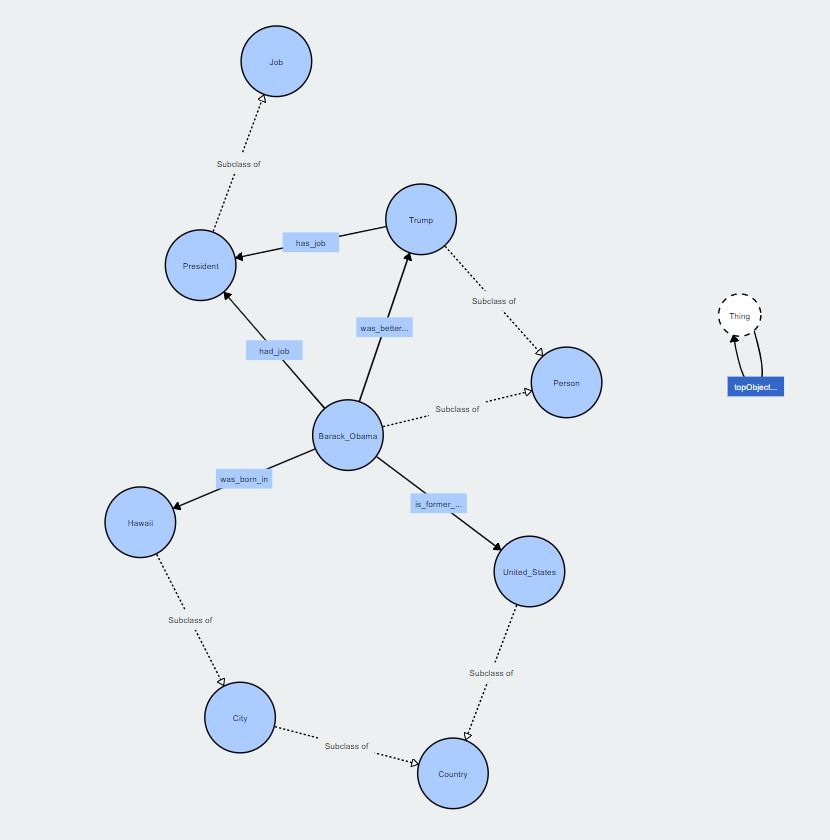 Job
Subclass of
Trump
has_job
President
Subclass of
Thing
was_better...
had_job
Person
topObject...
Subclass of
Barack_Obama
was_born_in
is_former_...
Hawaii
United_States
Subclass of
Subclass of
City
Subclass of
Country